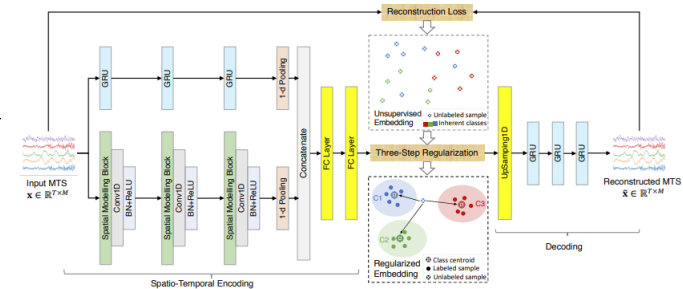 Reconstruction Loss
GRU
GRU
GRU
1-d Pooling
Concatenate
FC Layer
FC Layer
Unsupervised
Embedding
Unlabeled sample
Inherent classes
Three-Step Regularization
UpSamping1D
GRU
GRU
GRU
Input MTS
x ∈ ℝ^{T×M}
Spatial Modelling Block
Conv1D
BN+ReLU
Spatial Modelling Block
Conv1D
BN+ReLU
Spatial Modelling Block
Conv1D
BN+ReLU
1-d Pooling
C1
C3
C2
Regularized
Embedding
Class centroid
Labeled sample
Unlabeled sample
Reconstructed MTS
x̃ ∈ ℝ^{T×M}
Decoding
Spatio-Temporal Encoding